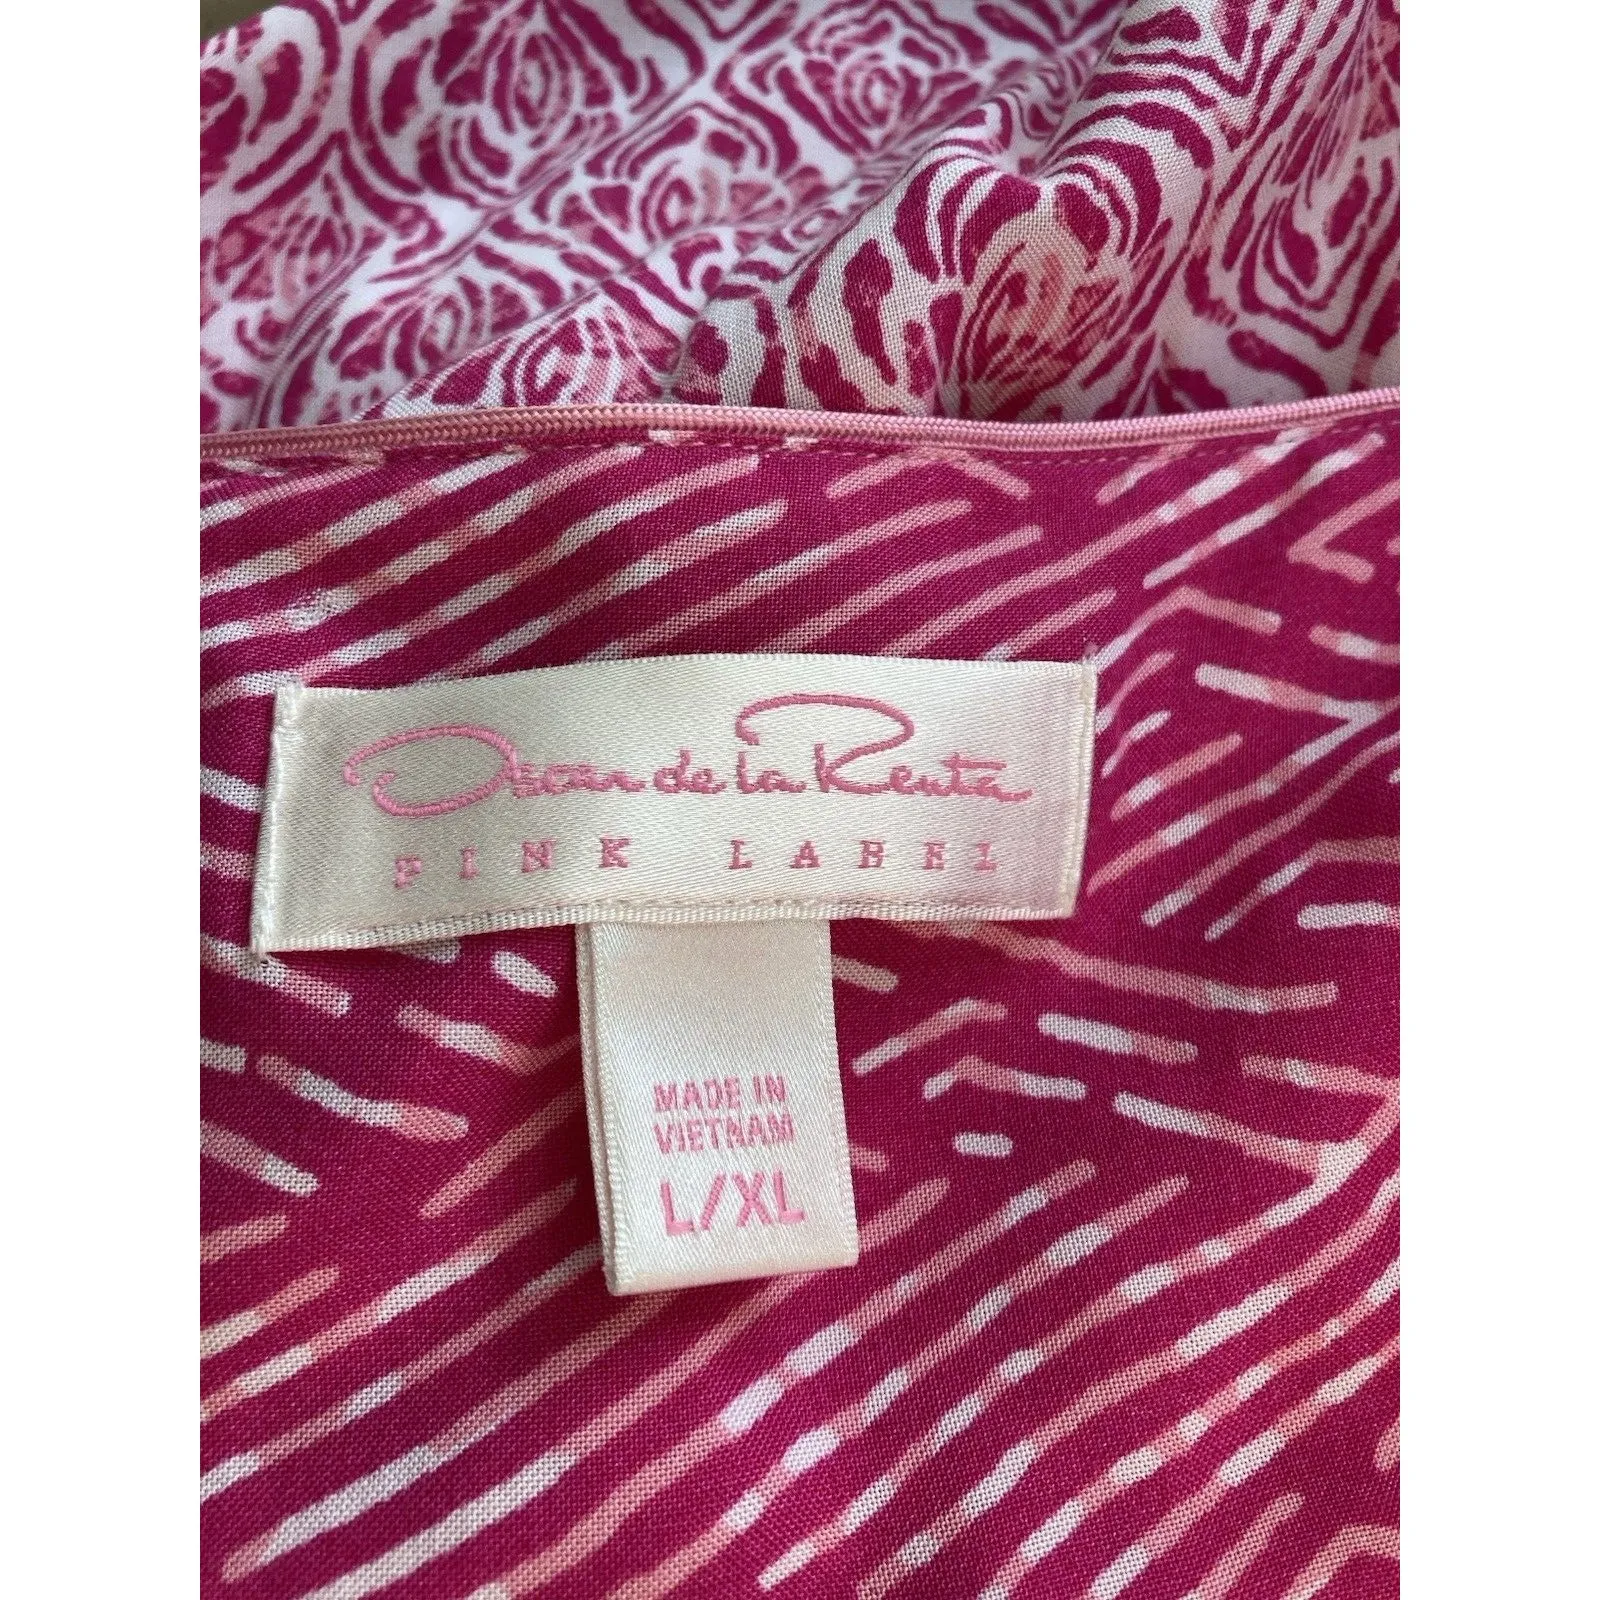 Oscar de la Renta
PINK LABEL
MADE IN
VIETNAM
L/XL